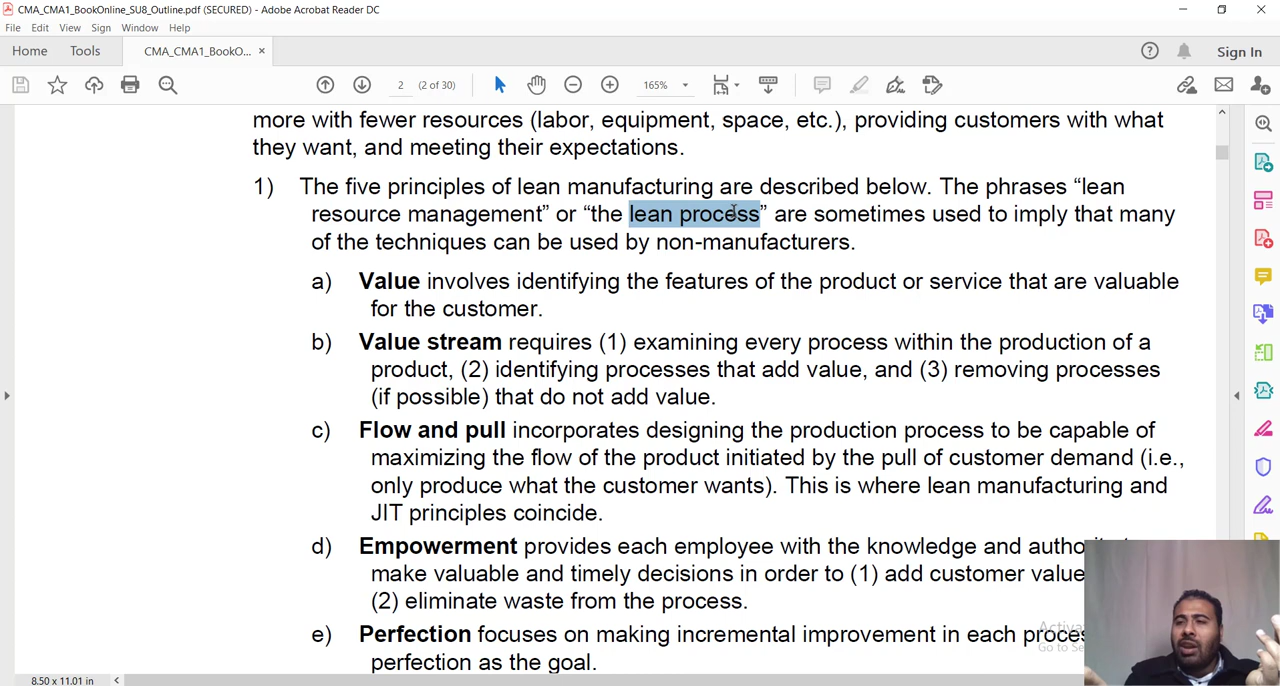 CMA_CMA1_BookOnline_SU8_Outline.pdf (SECURED) - Adobe Acrobat Reader DC
File Edit View Sign Window Help
Home Tools CMA_CMA1_BookO... × Sign In
2 (2 of 30) 165%
more with fewer resources (labor, equipment, space, etc.), providing customers with what
they want, and meeting their expectations.
1) The five principles of lean manufacturing are described below. The phrases “lean
resource management” or “the lean process” are sometimes used to imply that many
of the techniques can be used by non-manufacturers.
a) Value involves identifying the features of the product or service that are valuable
for the customer.
b) Value stream requires (1) examining every process within the production of a
product, (2) identifying processes that add value, and (3) removing processes
(if possible) that do not add value.
c) Flow and pull incorporates designing the production process to be capable of
maximizing the flow of the product initiated by the pull of customer demand (i.e.,
only produce what the customer wants). This is where lean manufacturing and
JIT principles coincide.
d) Empowerment provides each employee with the knowledge and
make valuable and timely decisions in order to (1) add customer value
(2) eliminate waste from the process.
e) Perfection focuses on making incremental improvement in each
perfection as the goal.
Go to
8.50 x 11.01 in